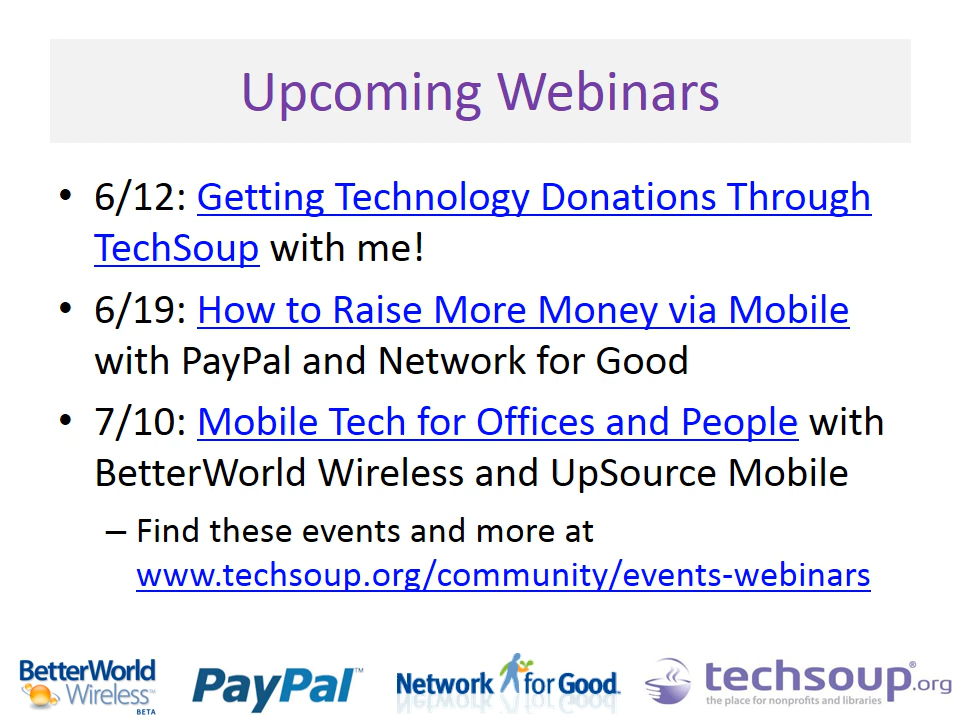 Upcoming Webinars
• 6/12: Getting Technology Donations Through
TechSoup with me!
• 6/19: How to Raise More Money via Mobile
with PayPal and Network for Good
• 7/10: Mobile Tech for Offices and People with
BetterWorld Wireless and UpSource Mobile
– Find these events and more at
www.techsoup.org/community/events-webinars
BetterWorld
Wireless™
BETA
PayPal™
Network for Good.
techsoup®.org
the place for nonprofits and libraries